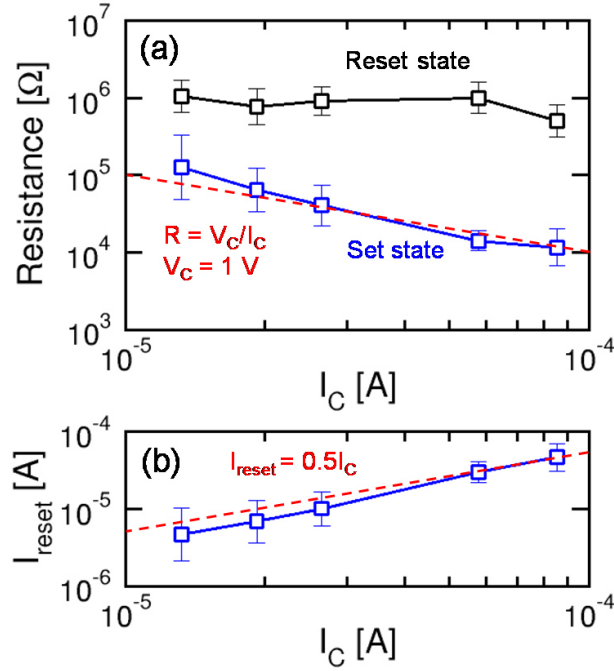 10^7
(a)
Reset state
10^6
10^5
10^4
10^3
Resistance [Ω]
R = V_C/I_C
V_C = 1 V
Set state
10^-5
10^-4
I_C [A]
10^-4
(b)
I_reset = 0.5I_C
10^-5
10^-6
I_reset [A]
10^-5
10^-4
I_C [A]